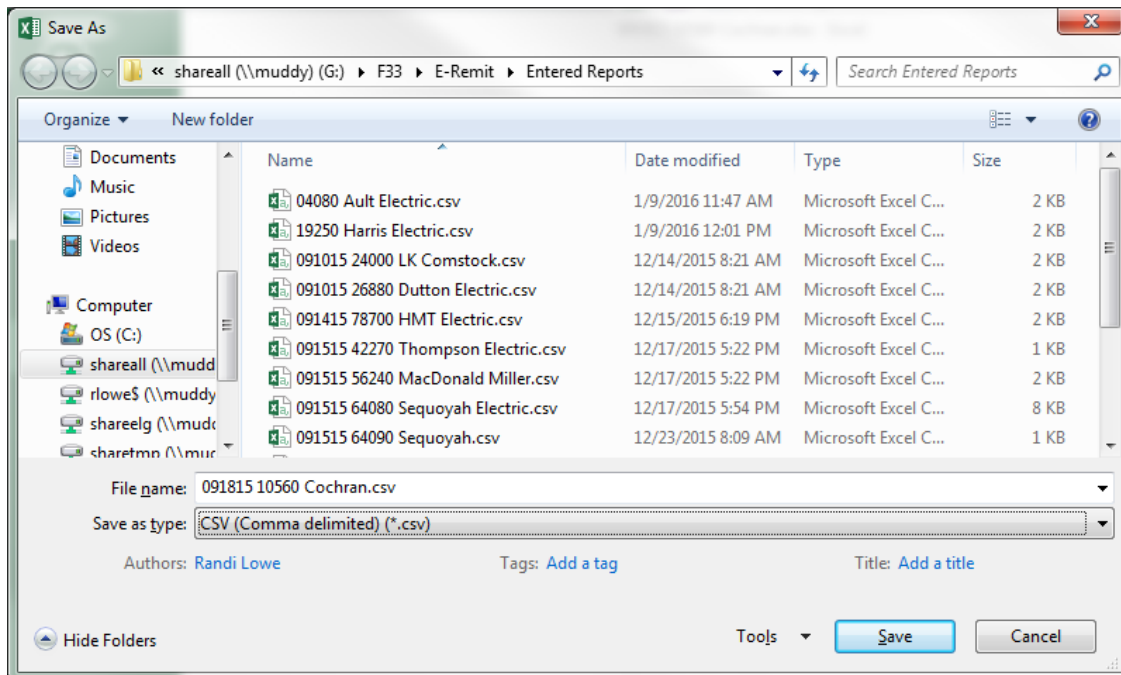 Save As
« shareall (\\muddy) (G:) ▸ F33 ▸ E-Remit ▸ Entered Reports
Search Entered Reports
Organize New folder
Name Date modified Type Size
Documents
Music
Pictures
Videos
Computer
OS (C:)
shareall (\\mudd
rlowe$ (\\muddy
shareelg (\\mudd
sharetmp (\\mud
04080 Ault Electric.csv 1/9/2016 11:47 AM Microsoft Excel C... 2 KB
19250 Harris Electric.csv 1/9/2016 12:01 PM Microsoft Excel C... 2 KB
091015 24000 LK Comstock.csv 12/14/2015 8:21 AM Microsoft Excel C... 2 KB
091015 26880 Dutton Electric.csv 12/14/2015 8:21 AM Microsoft Excel C... 2 KB
091415 78700 HMT Electric.csv 12/15/2015 6:19 PM Microsoft Excel C... 2 KB
091515 42270 Thompson Electric.csv 12/17/2015 5:22 PM Microsoft Excel C... 1 KB
091515 56240 MacDonald Miller.csv 12/17/2015 5:22 PM Microsoft Excel C... 2 KB
091515 64080 Sequoyah Electric.csv 12/17/2015 5:54 PM Microsoft Excel C... 8 KB
091515 64090 Sequoyah.csv 12/23/2015 8:09 AM Microsoft Excel C... 1 KB
File name: 091815 10560 Cochran.csv
Save as type: CSV (Comma delimited) (*.csv)
Authors: Randi Lowe Tags: Add a tag Title: Add a title
Hide Folders Tools Save Cancel